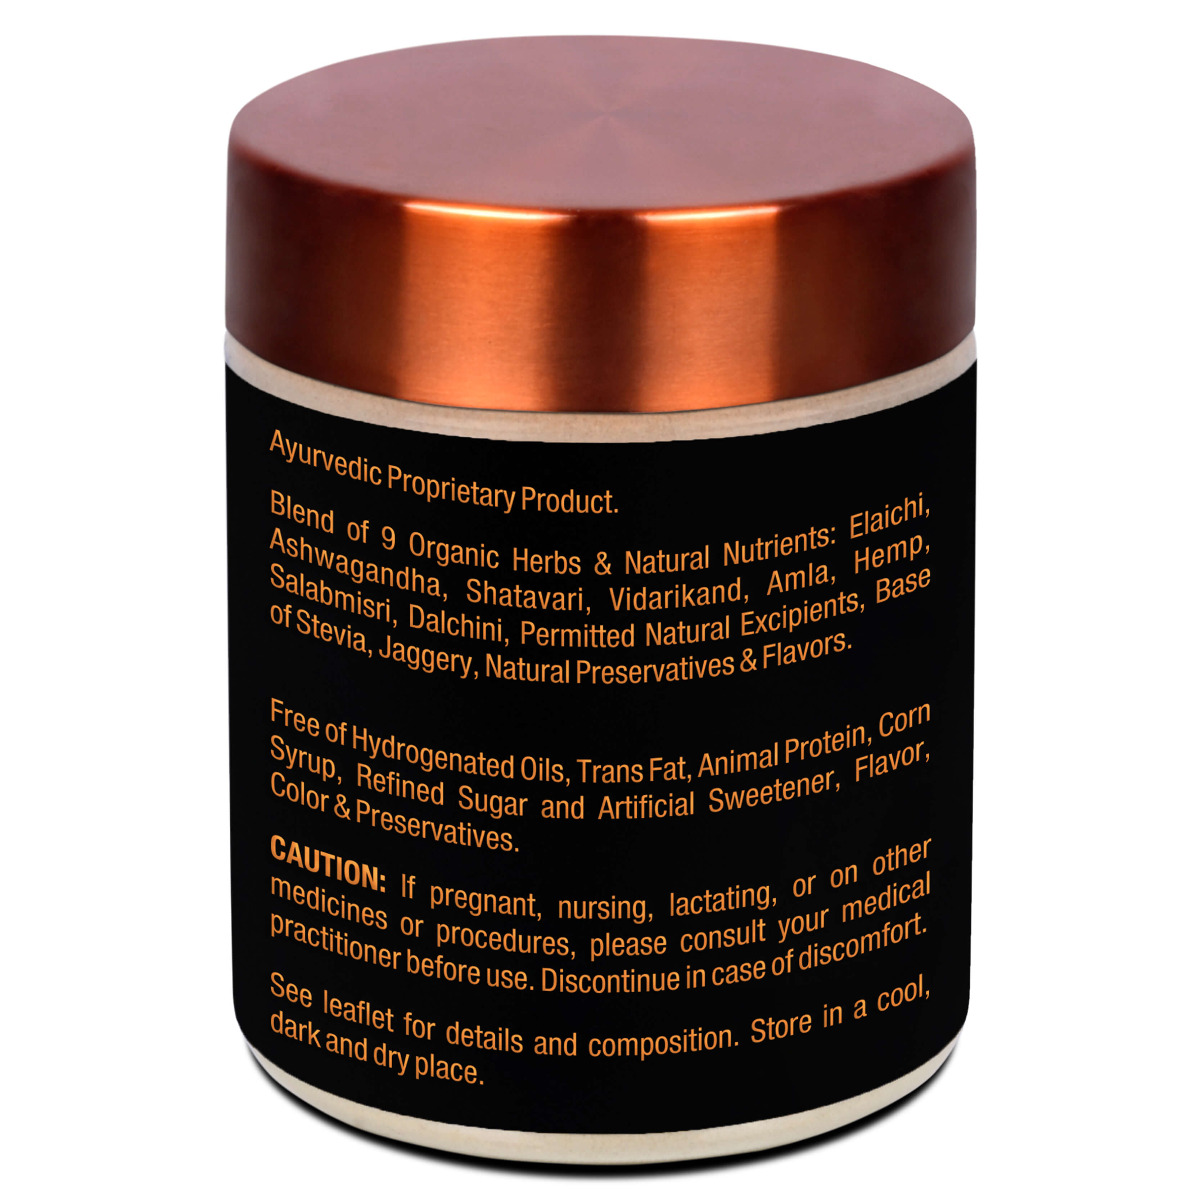 Ayurvedic Proprietary Product.
Blend of 9 Organic Herbs & Natural Nutrients: Elaichi,
Ashwagandha, Shatavari, Vidarikand, Amla, Hemp,
Salabmisri, Dalchini, Permitted Natural Excipients, Base
of Stevia, Jaggery, Natural Preservatives & Flavors.
Free of Hydrogenated Oils, Trans Fat, Animal Protein, Corn
Syrup, Refined Sugar and Artificial Sweetener, Flavor,
Color & Preservatives.
CAUTION: If pregnant, nursing, lactating, or on other
medicines or procedures, please consult your medical
practitioner before use. Discontinue in case of discomfort.
See leaflet for details and composition. Store in a cool,
dark and dry place.